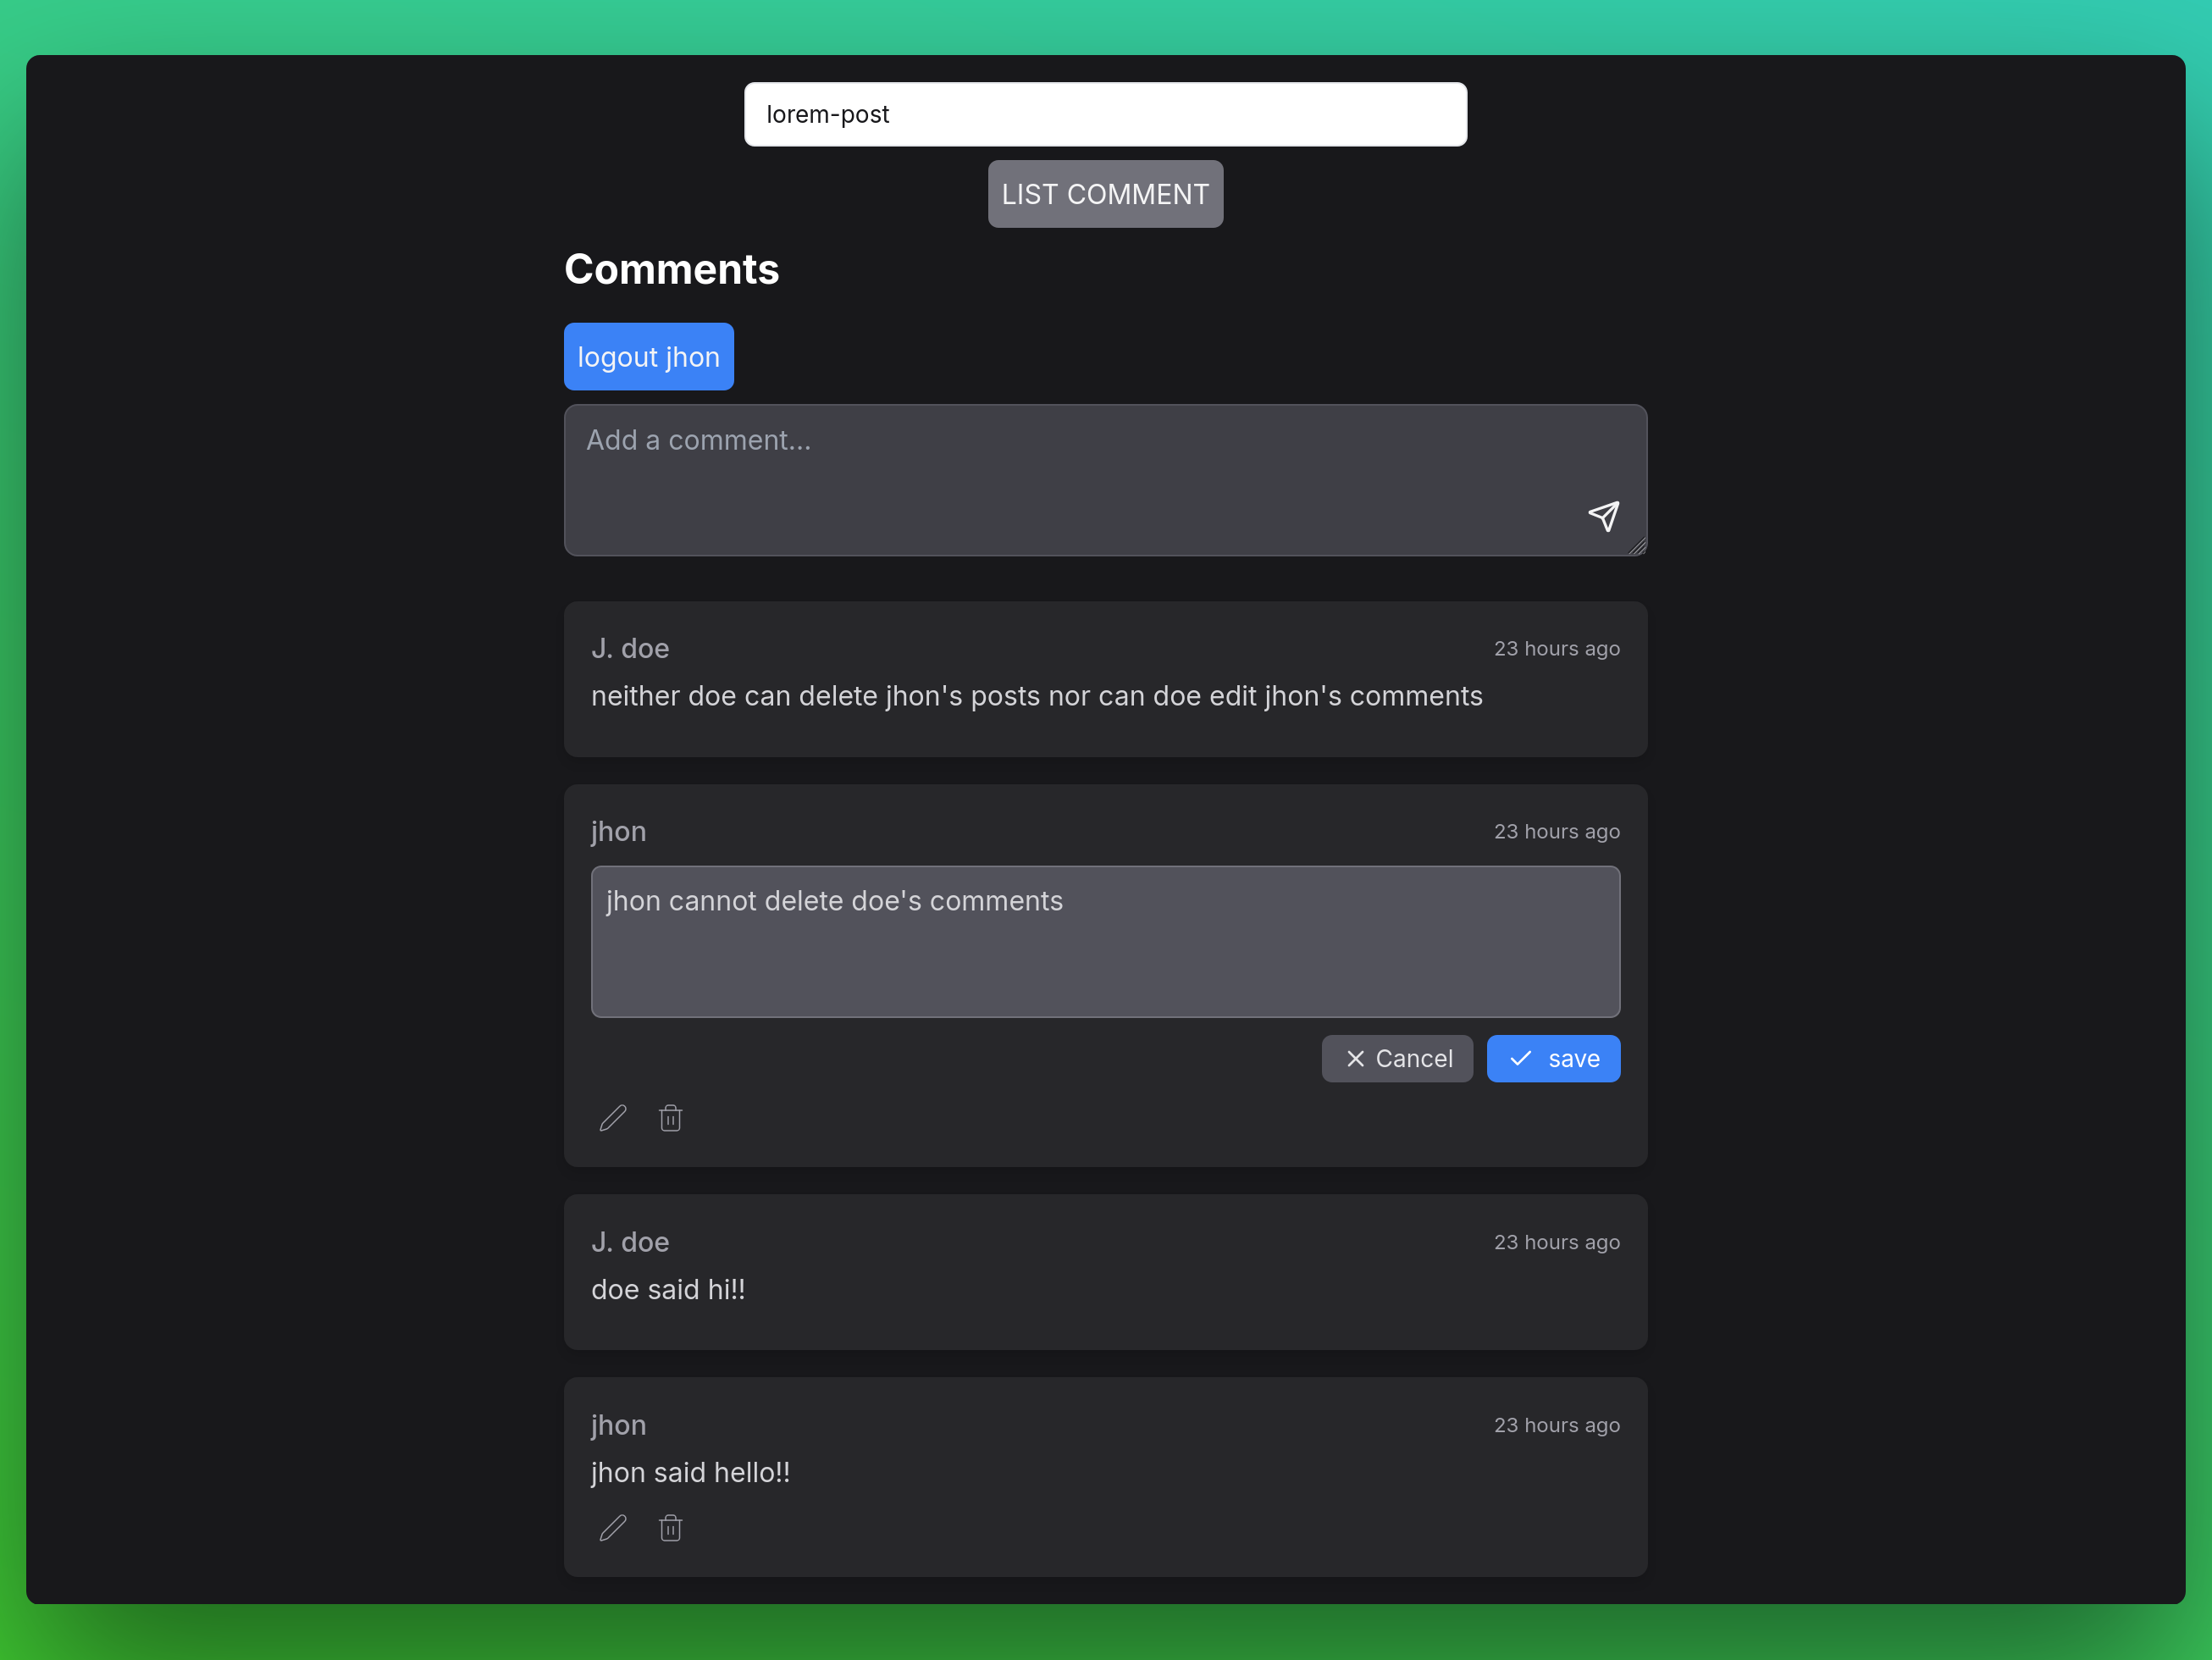 lorem-post
LIST COMMENT
Comments
logout jhon
Add a comment...
J. doe
23 hours ago
neither doe can delete jhon's posts nor can doe edit jhon's comments
jhon
23 hours ago
jhon cannot delete doe's comments
Cancel
save
J. doe
23 hours ago
doe said hi!!
jhon
23 hours ago
jhon said hello!!